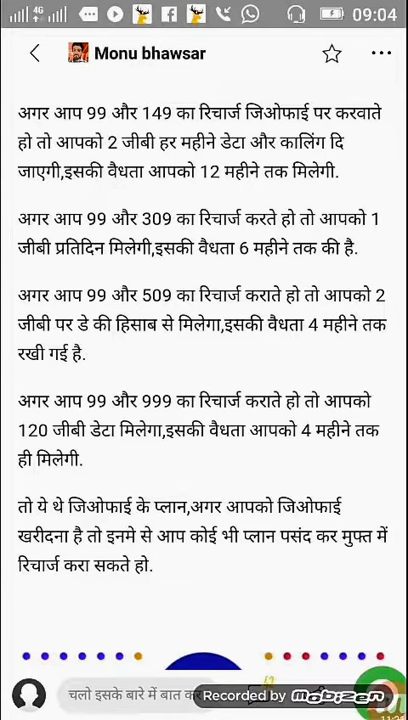 4G 09:04
Monu bhawsar
अगर आप 99 और 149 का रिचार्ज जिओफाई पर करवाते
हो तो आपको 2 जीबी हर महीने डेटा और कालिंग दि
जाएगी,इसकी वैधता आपको 12 महीने तक मिलेगी.
अगर आप 99 और 309 का रिचार्ज करते हो तो आपको 1
जीबी प्रतिदिन मिलेगी,इसकी वैधता 6 महीने तक की है.
अगर आप 99 और 509 का रिचार्ज कराते हो तो आपको 2
जीबी पर डे की हिसाब से मिलेगा,इसकी वैधता 4 महीने तक
रखी गई है.
अगर आप 99 और 999 का रिचार्ज कराते हो तो आपको
120 जीबी डेटा मिलेगा,इसकी वैधता आपको 4 महीने तक
ही मिलेगी.
तो ये थे जिओफाई के प्लान,अगर आपको जिओफाई
खरीदना है तो इनमे से आप कोई भी प्लान पसंद कर मुफ्त में
रिचार्ज करा सकते हो.
चलो इसके बारे में बात कर Recorded by mobizen